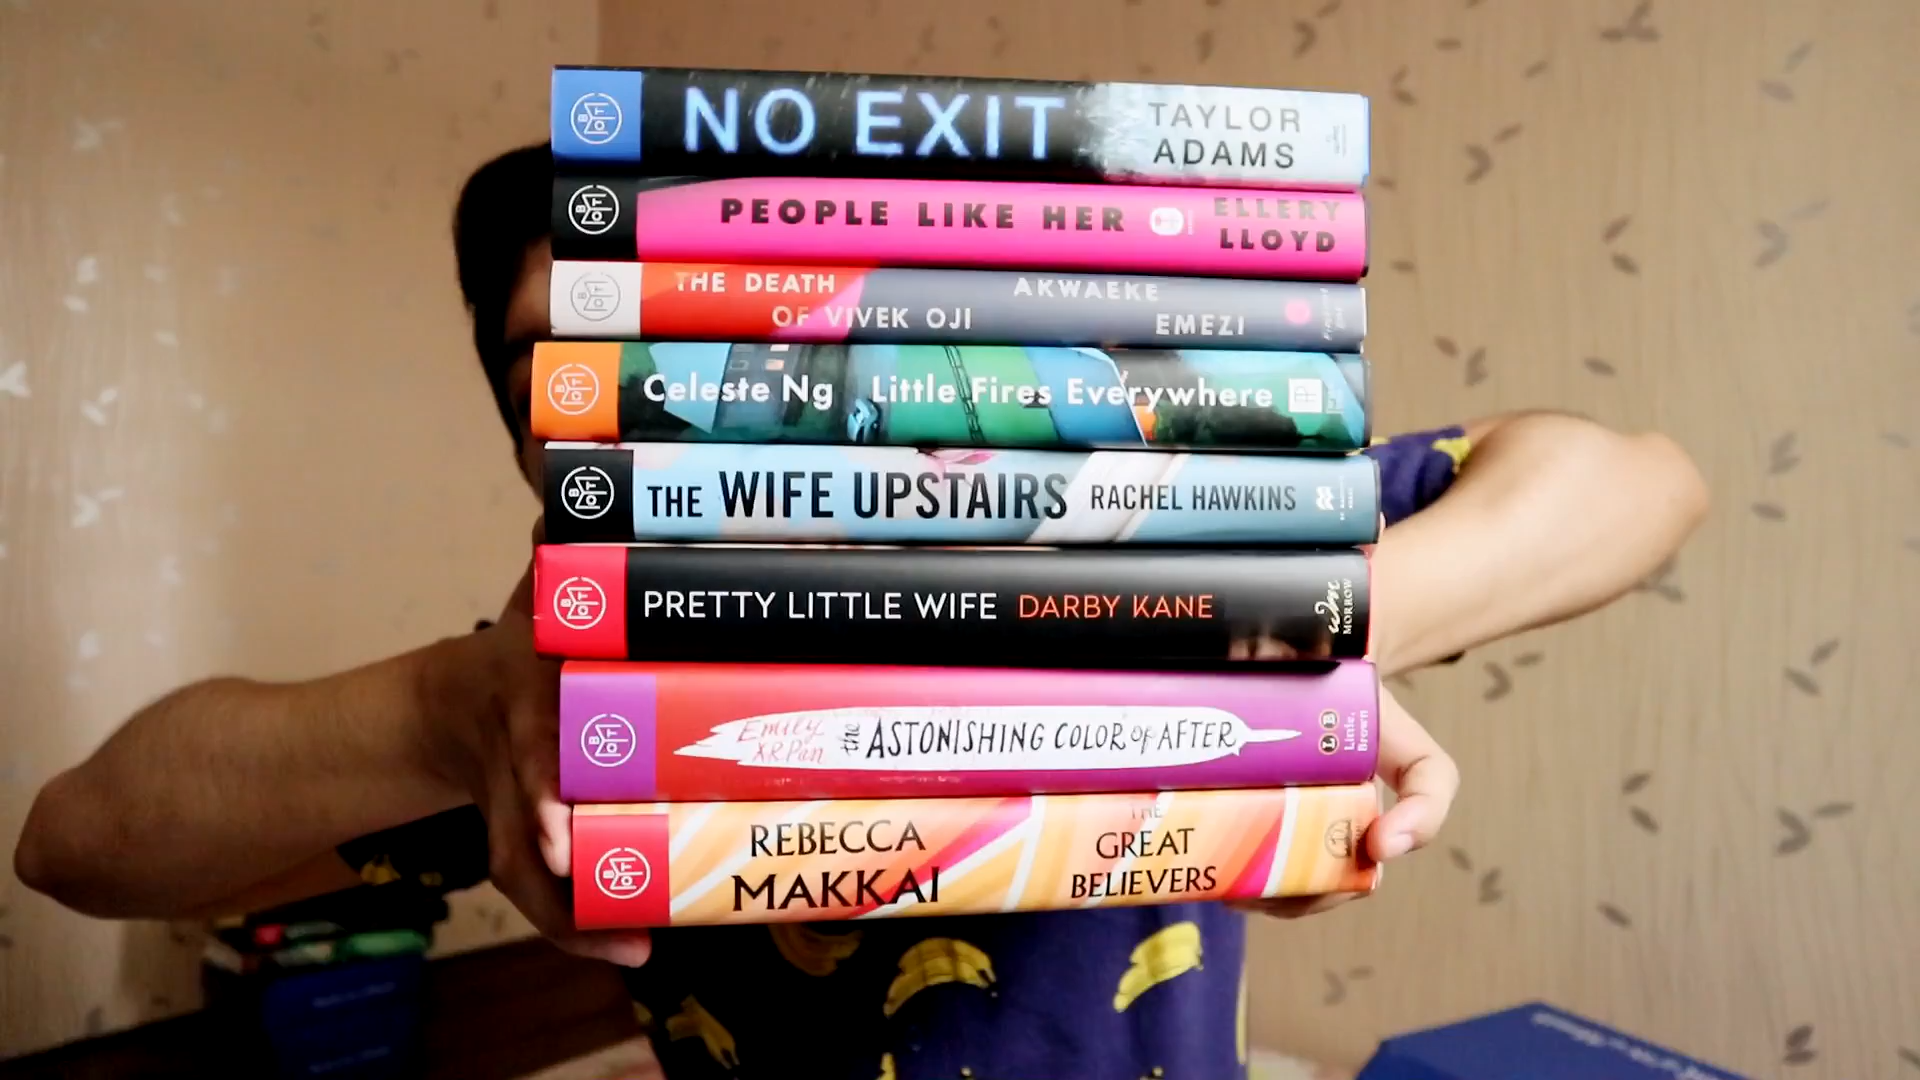 NO EXIT
TAYLOR
ADAMS
PEOPLE LIKE HER
ELLERY
LLOYD
THE DEATH
OF VIVEK OJI
AKWAEKE
EMEZI
Celeste Ng Little Fires Everywhere
THE WIFE UPSTAIRS RACHEL HAWKINS
PRETTY LITTLE WIFE DARBY KANE
wm
MORROW
Emily
X.R. Pan
the ASTONISHING COLOR of AFTER
LB
Little,
Brown
REBECCA
MAKKAI
THE
GREAT
BELIEVERS